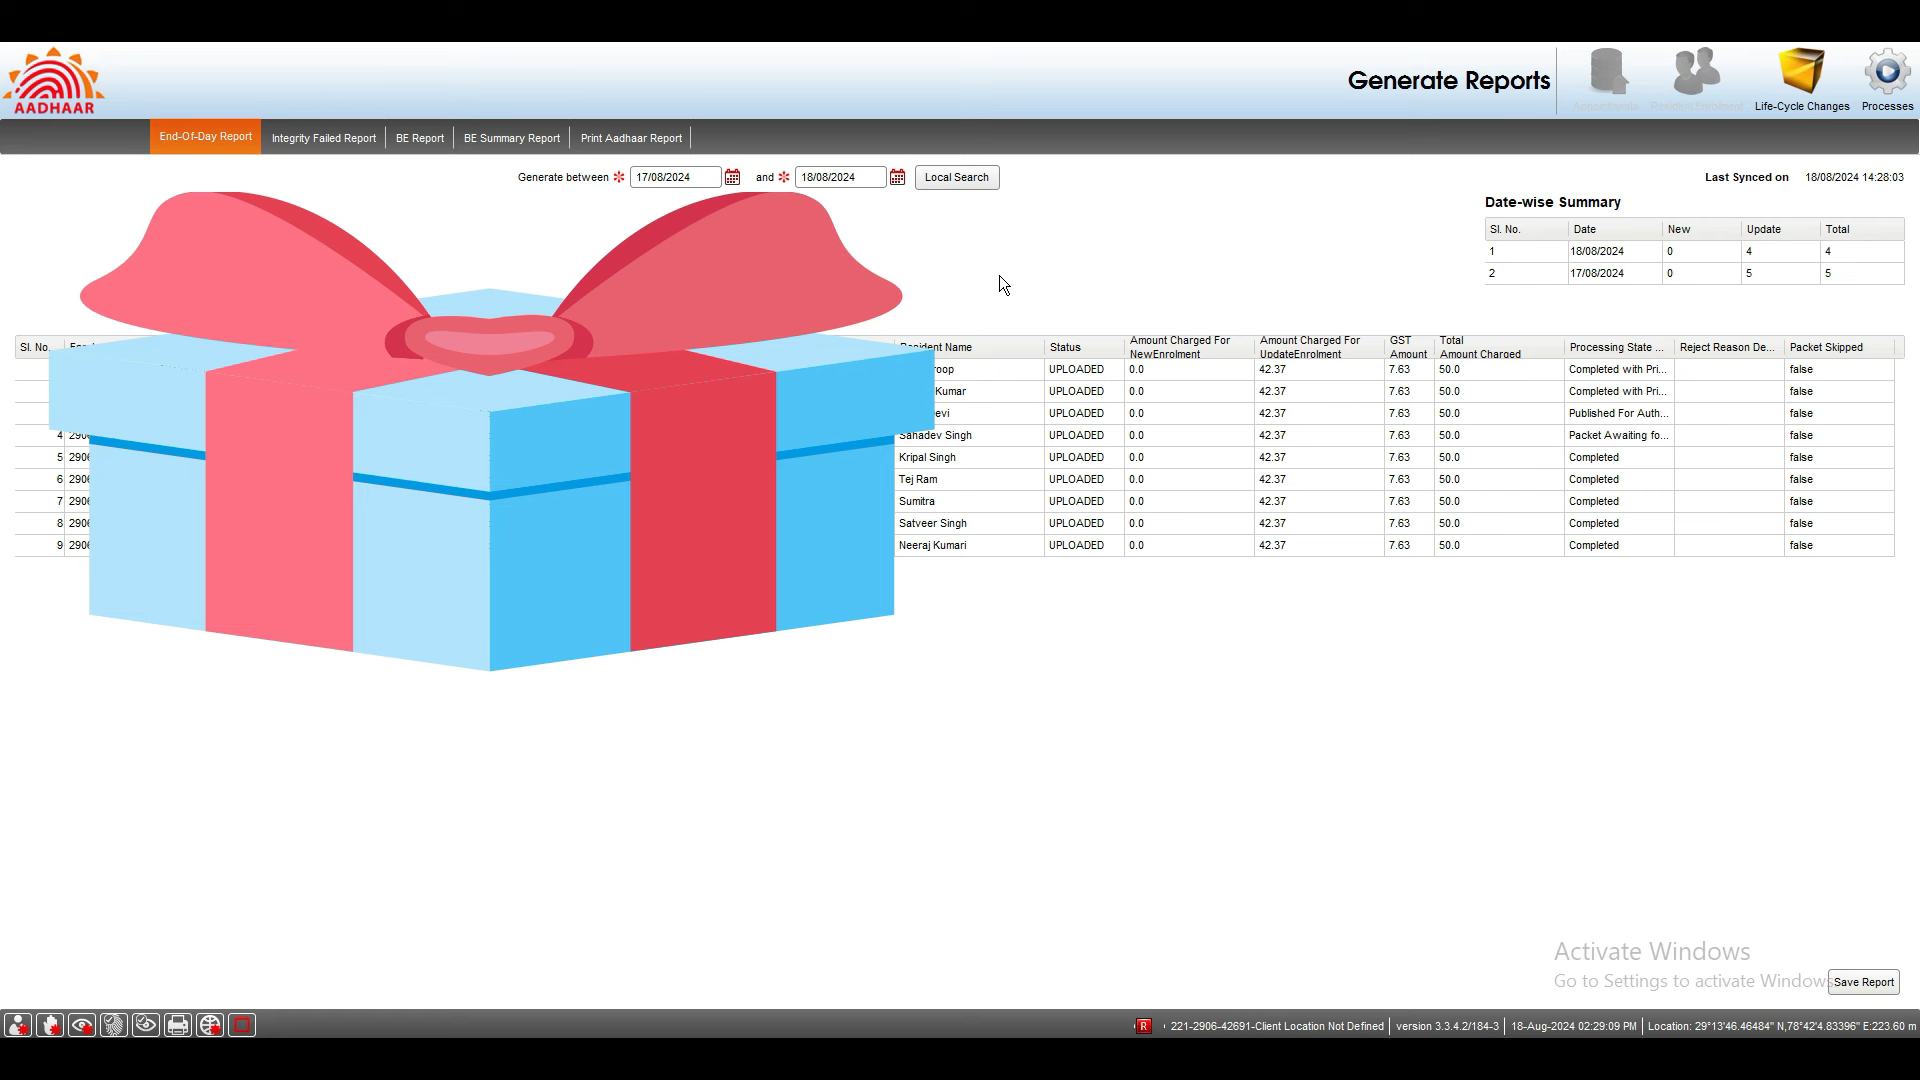 AADHAAR
Generate Reports
Life-Cycle Changes
Processes
End-Of-Day Report
Integrity Failed Report
BE Report
BE Summary Report
Print Aadhaar Report
Generate between * 17/08/2024 and * 18/08/2024 Local Search
Last Synced on 18/08/2024 14:28:03
Date-wise Summary
Sl. No. Date New Update Total
1 18/08/2024 0 4 4
2 17/08/2024 0 5 5
Sl. No. Name Status Amount Charged For NewEnrolment Amount Charged For UpdateEnrolment GST Amount Total Amount Charged Processing State ... Reject Reason De... Packet Skipped
UPLOADED 0.0 42.37 7.63 50.0 Completed with Pri... false
Kumar UPLOADED 0.0 42.37 7.63 50.0 Completed with Pri... false
UPLOADED 0.0 42.37 7.63 50.0 Published For Auth... false
4 Sahadev Singh UPLOADED 0.0 42.37 7.63 50.0 Packet Awaiting fo... false
5 2906 Kripal Singh UPLOADED 0.0 42.37 7.63 50.0 Completed false
6 2906 Tej Ram UPLOADED 0.0 42.37 7.63 50.0 Completed false
7 2906 Sumitra UPLOADED 0.0 42.37 7.63 50.0 Completed false
8 2906 Satveer Singh UPLOADED 0.0 42.37 7.63 50.0 Completed false
9 2906 Neeraj Kumari UPLOADED 0.0 42.37 7.63 50.0 Completed false
Activate Windows
Go to Settings to activate Windows
Save Report
R 221-2906-42691-Client Location Not Defined version 3.3.4.2/184-3 18-Aug-2024 02:29:09 PM Location: 29°13'46.46484" N,78°42'4.83396" E:223.60 m